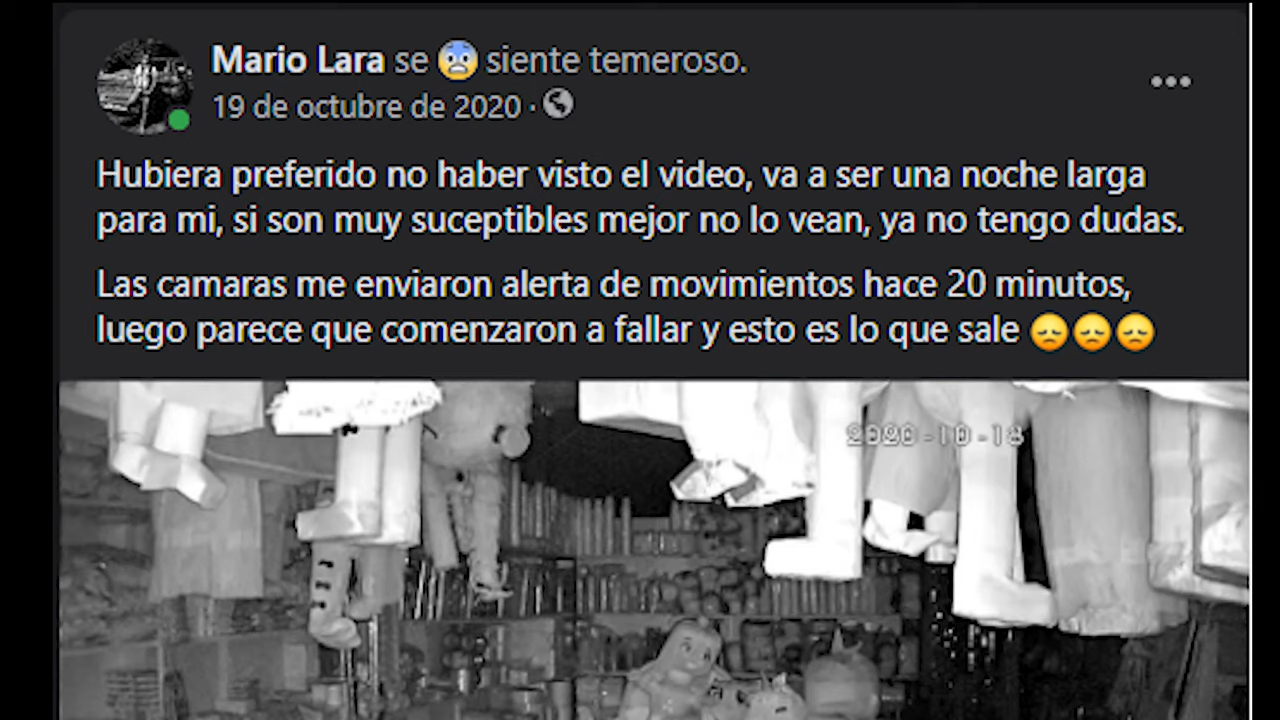 Mario Lara se 😨 siente temeroso.
19 de octubre de 2020 ·
Hubiera preferido no haber visto el video, va a ser una noche larga
para mi, si son muy suceptibles mejor no lo vean, ya no tengo dudas.
Las camaras me enviaron alerta de movimientos hace 20 minutos,
luego parece que comenzaron a fallar y esto es lo que sale 😞😞😞
2020-10-18